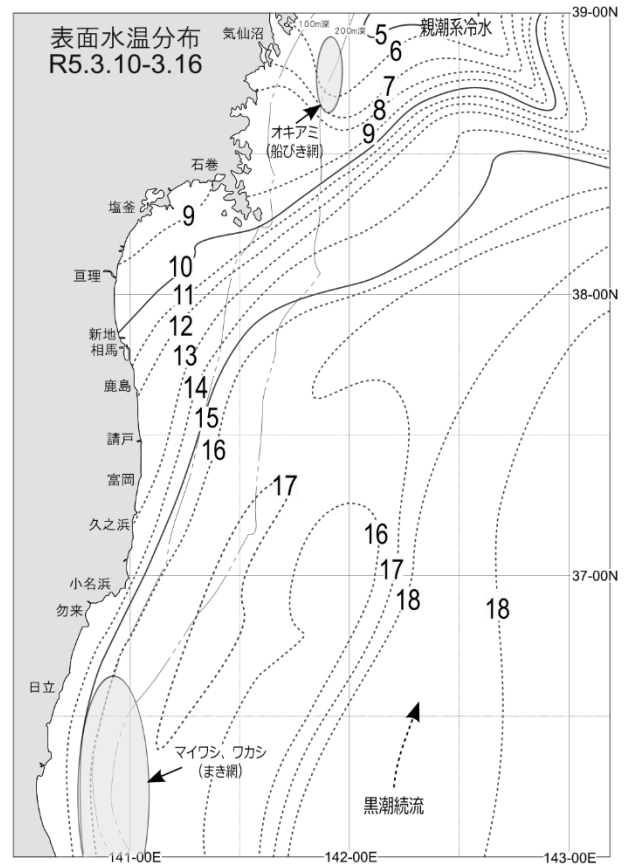 表面水温分布
R5.3.10-3.16
気仙沼
100m深
200m深
5
親潮系冷水
39-00N
6
7
8
9
オキアミ
(船びき網)
石巻
塩釜
9
亘理
10
11
38-00N
12
新地
相馬
13
鹿島
14
15
請戸
16
富岡
17
久之浜
16
17
小名浜
37-00N
勿来
18
18
日立
マイワシ、ワカシ
(まき網)
黒潮続流
141-00E
142-00E
143-00E